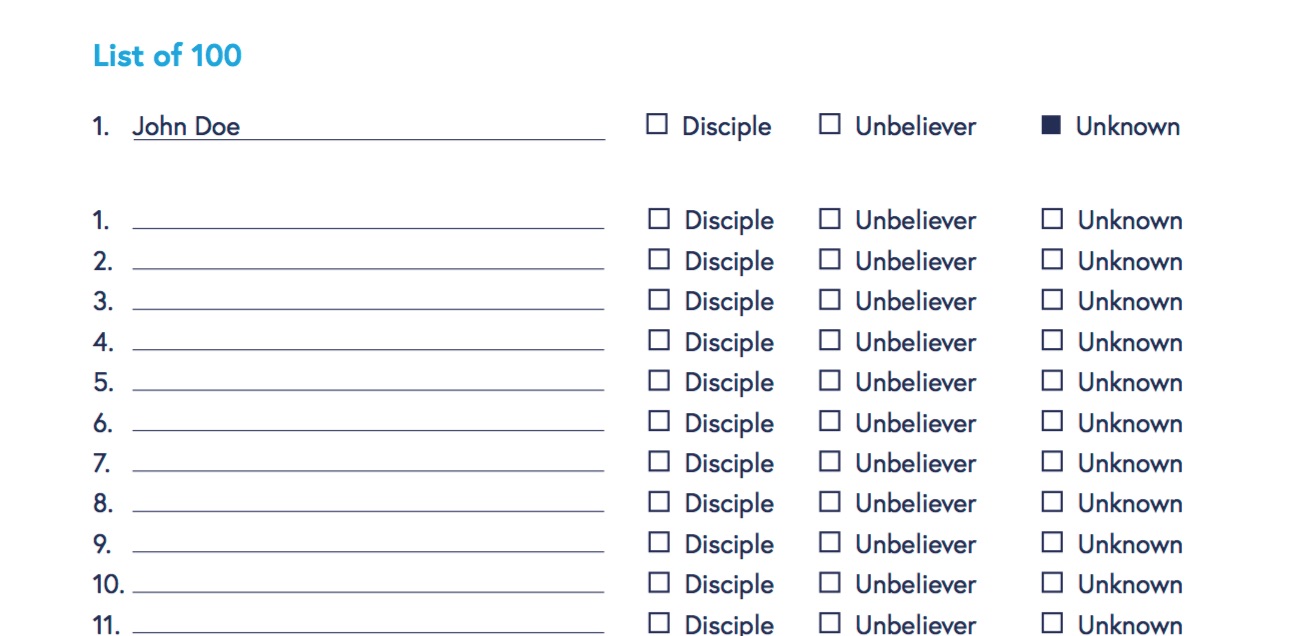 List of 100
1. John Doe ☐ Disciple ☐ Unbeliever ■ Unknown
1. ☐ Disciple ☐ Unbeliever ☐ Unknown
2. ☐ Disciple ☐ Unbeliever ☐ Unknown
3. ☐ Disciple ☐ Unbeliever ☐ Unknown
4. ☐ Disciple ☐ Unbeliever ☐ Unknown
5. ☐ Disciple ☐ Unbeliever ☐ Unknown
6. ☐ Disciple ☐ Unbeliever ☐ Unknown
7. ☐ Disciple ☐ Unbeliever ☐ Unknown
8. ☐ Disciple ☐ Unbeliever ☐ Unknown
9. ☐ Disciple ☐ Unbeliever ☐ Unknown
10. ☐ Disciple ☐ Unbeliever ☐ Unknown
11. ☐ Disciple ☐ Unbeliever ☐ Unknown